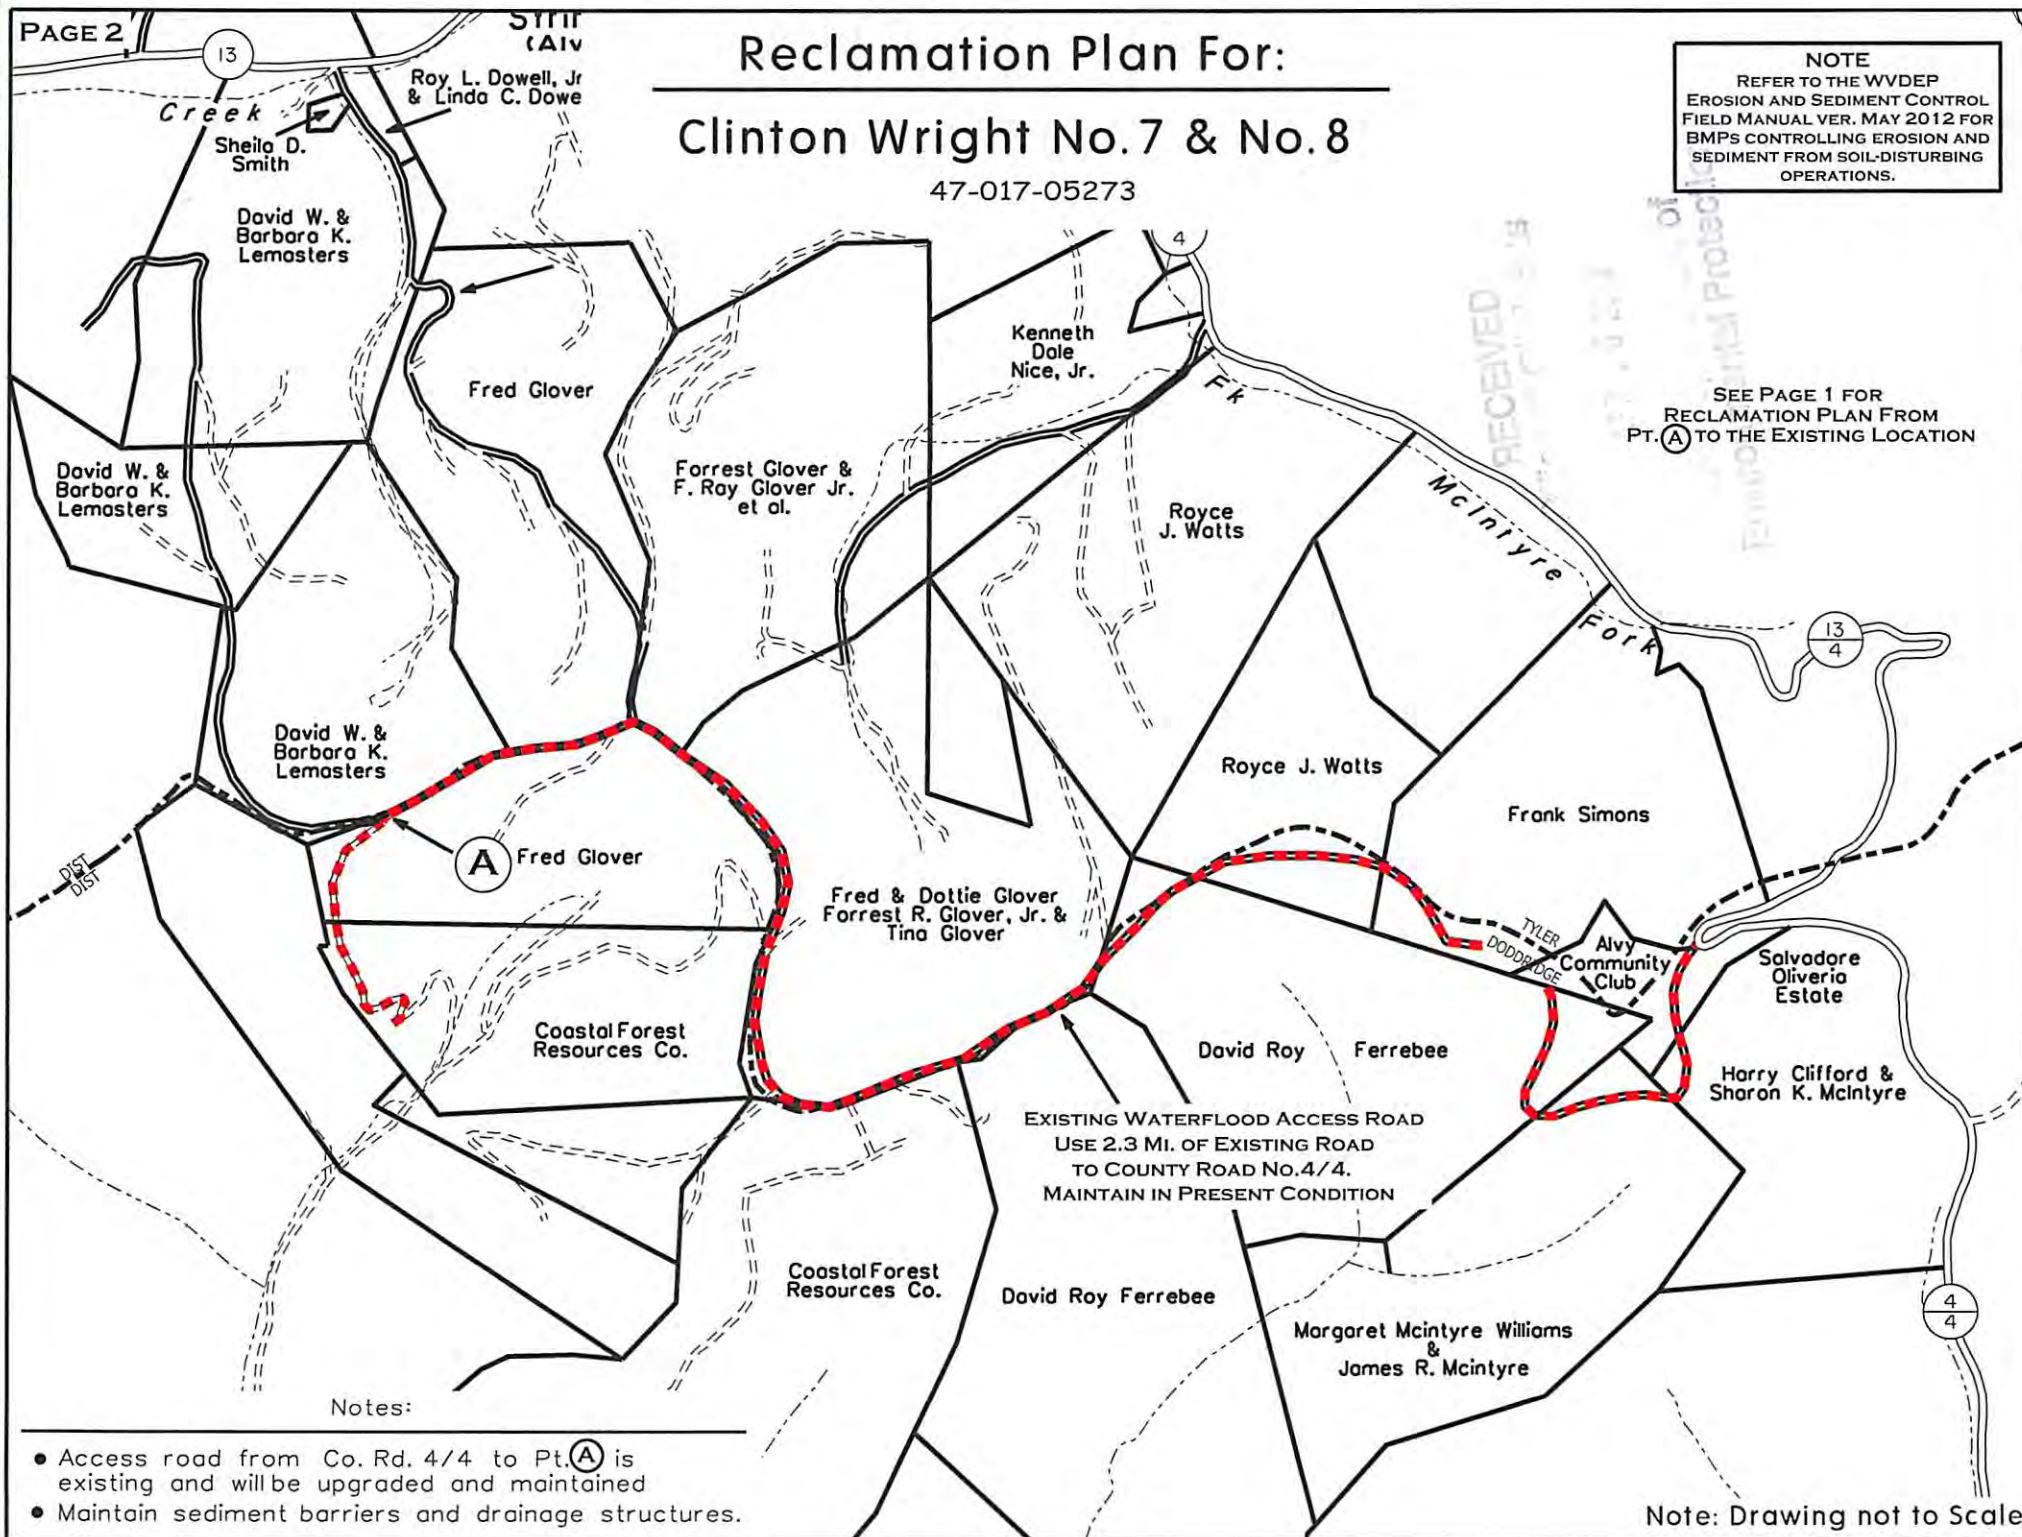 PAGE 2
Reclamation Plan For:
Clinton Wright No. 7 & No. 8
47-017-05273
NOTE
REFER TO THE WVDEP
EROSION AND SEDIMENT CONTROL
FIELD MANUAL VER. MAY 2012 FOR
BMPs CONTROLLING EROSION AND
SEDIMENT FROM SOIL-DISTURBING
OPERATIONS.
13
(Alv
Roy L. Dowell, Jr
& Linda C. Dowe
Creek
Sheila D.
Smith
David W. &
Barbara K.
Lemasters
4
RECEIVED
of
Environmental Protection
Kenneth
Dale
Nice, Jr.
Fk
Fred Glover
SEE PAGE 1 FOR
RECLAMATION PLAN FROM
PT. A TO THE EXISTING LOCATION
David W. &
Barbara K.
Lemasters
Forrest Glover &
F. Ray Glover Jr.
et al.
Royce
J. Watts
McIntyre
Fork
13
4
David W. &
Barbara K.
Lemasters
Royce J. Watts
Frank Simons
DIST
DIST
A
Fred Glover
Fred & Dottie Glover
Forrest R. Glover, Jr. &
Tina Glover
TYLER
DODDRIDGE
Alvy
Community
Club
Salvadore
Oliveria
Estate
Coastal Forest
Resources Co.
David Roy Ferrebee
Harry Clifford &
Sharon K. McIntyre
EXISTING WATERFLOOD ACCESS ROAD
USE 2.3 MI. OF EXISTING ROAD
TO COUNTY ROAD NO.4/4.
MAINTAIN IN PRESENT CONDITION
Coastal Forest
Resources Co.
David Roy Ferrebee
4
4
Margaret Mcintyre Williams
&
James R. Mcintyre
Notes:
• Access road from Co. Rd. 4/4 to Pt. A is
existing and will be upgraded and maintained
• Maintain sediment barriers and drainage structures.
Note: Drawing not to Scale